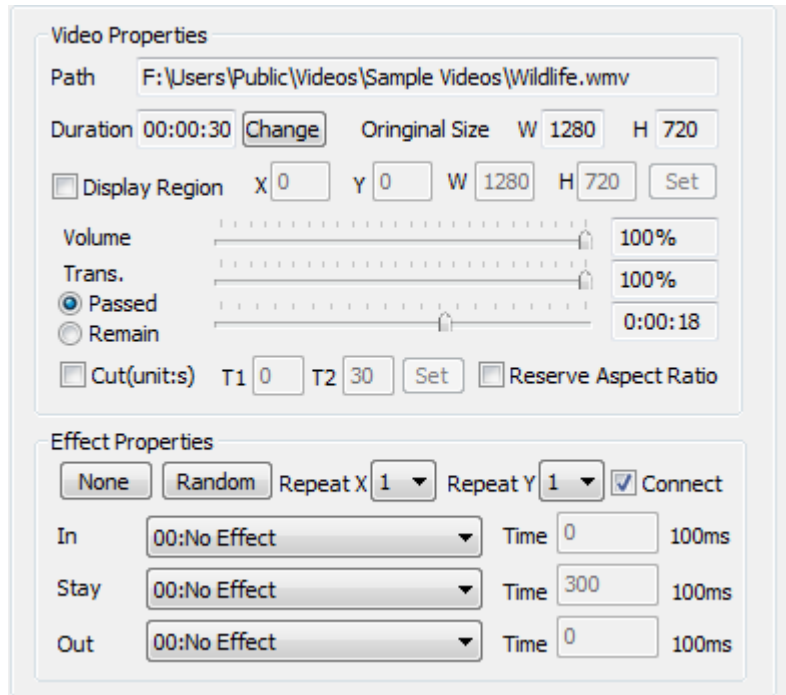 Video Properties
Path F:\Users\Public\Videos\Sample Videos\Wildlife.wmv
Duration 00:00:30 Change Oringinal Size W 1280 H 720
Display Region X 0 Y 0 W 1280 H 720 Set
Volume 100%
Trans. 100%
Passed
Remain 0:00:18
Cut(unit:s) T1 0 T2 30 Set Reserve Aspect Ratio
Effect Properties
None Random Repeat X 1 Repeat Y 1 Connect
In 00:No Effect Time 0 100ms
Stay 00:No Effect Time 300 100ms
Out 00:No Effect Time 0 100ms